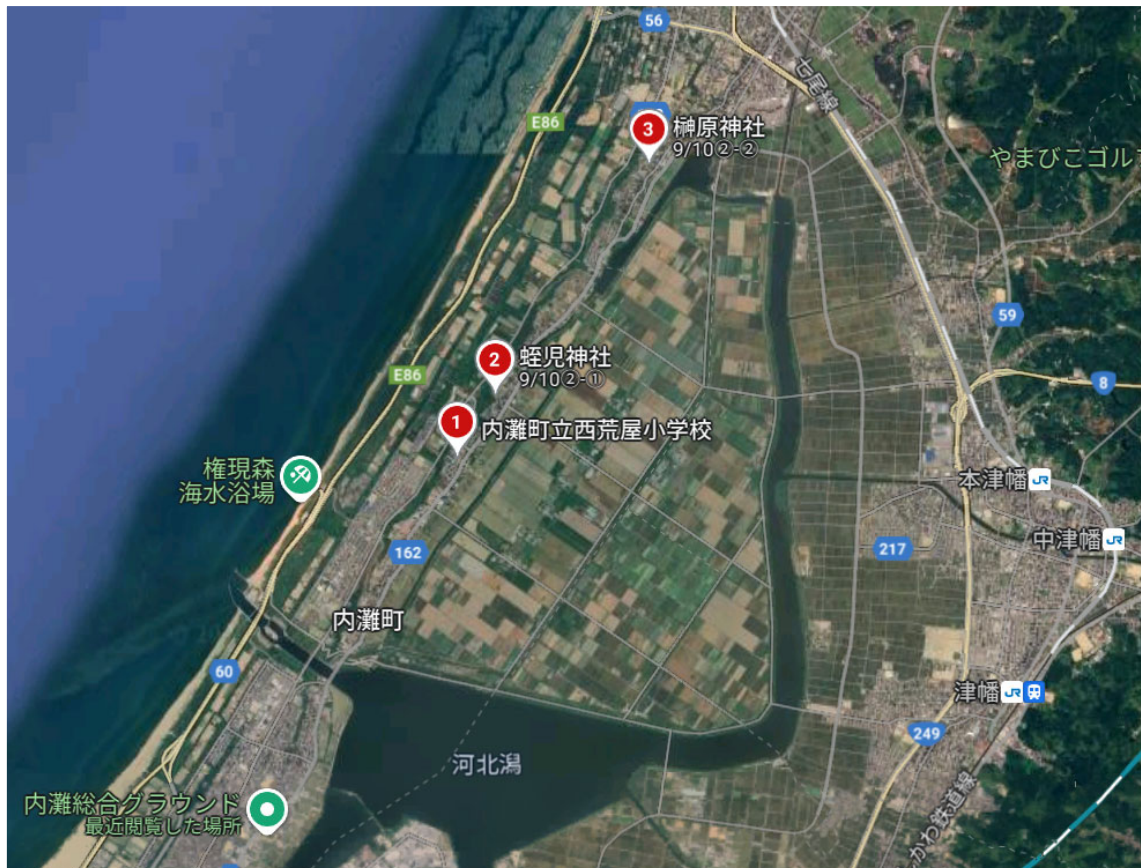 56
七尾線
E86
3
榊原神社
9/10②-②
やまびこゴルフ
59
2
蛭児神社
9/10②-①
E86
8
1
内灘町立西荒屋小学校
権現森
海水浴場
本津幡
JR
162
217
中津幡
JR
内灘町
60
津幡
JR
249
河北潟
内灘総合グラウンド
最近閲覧した場所
かわ鉄道線